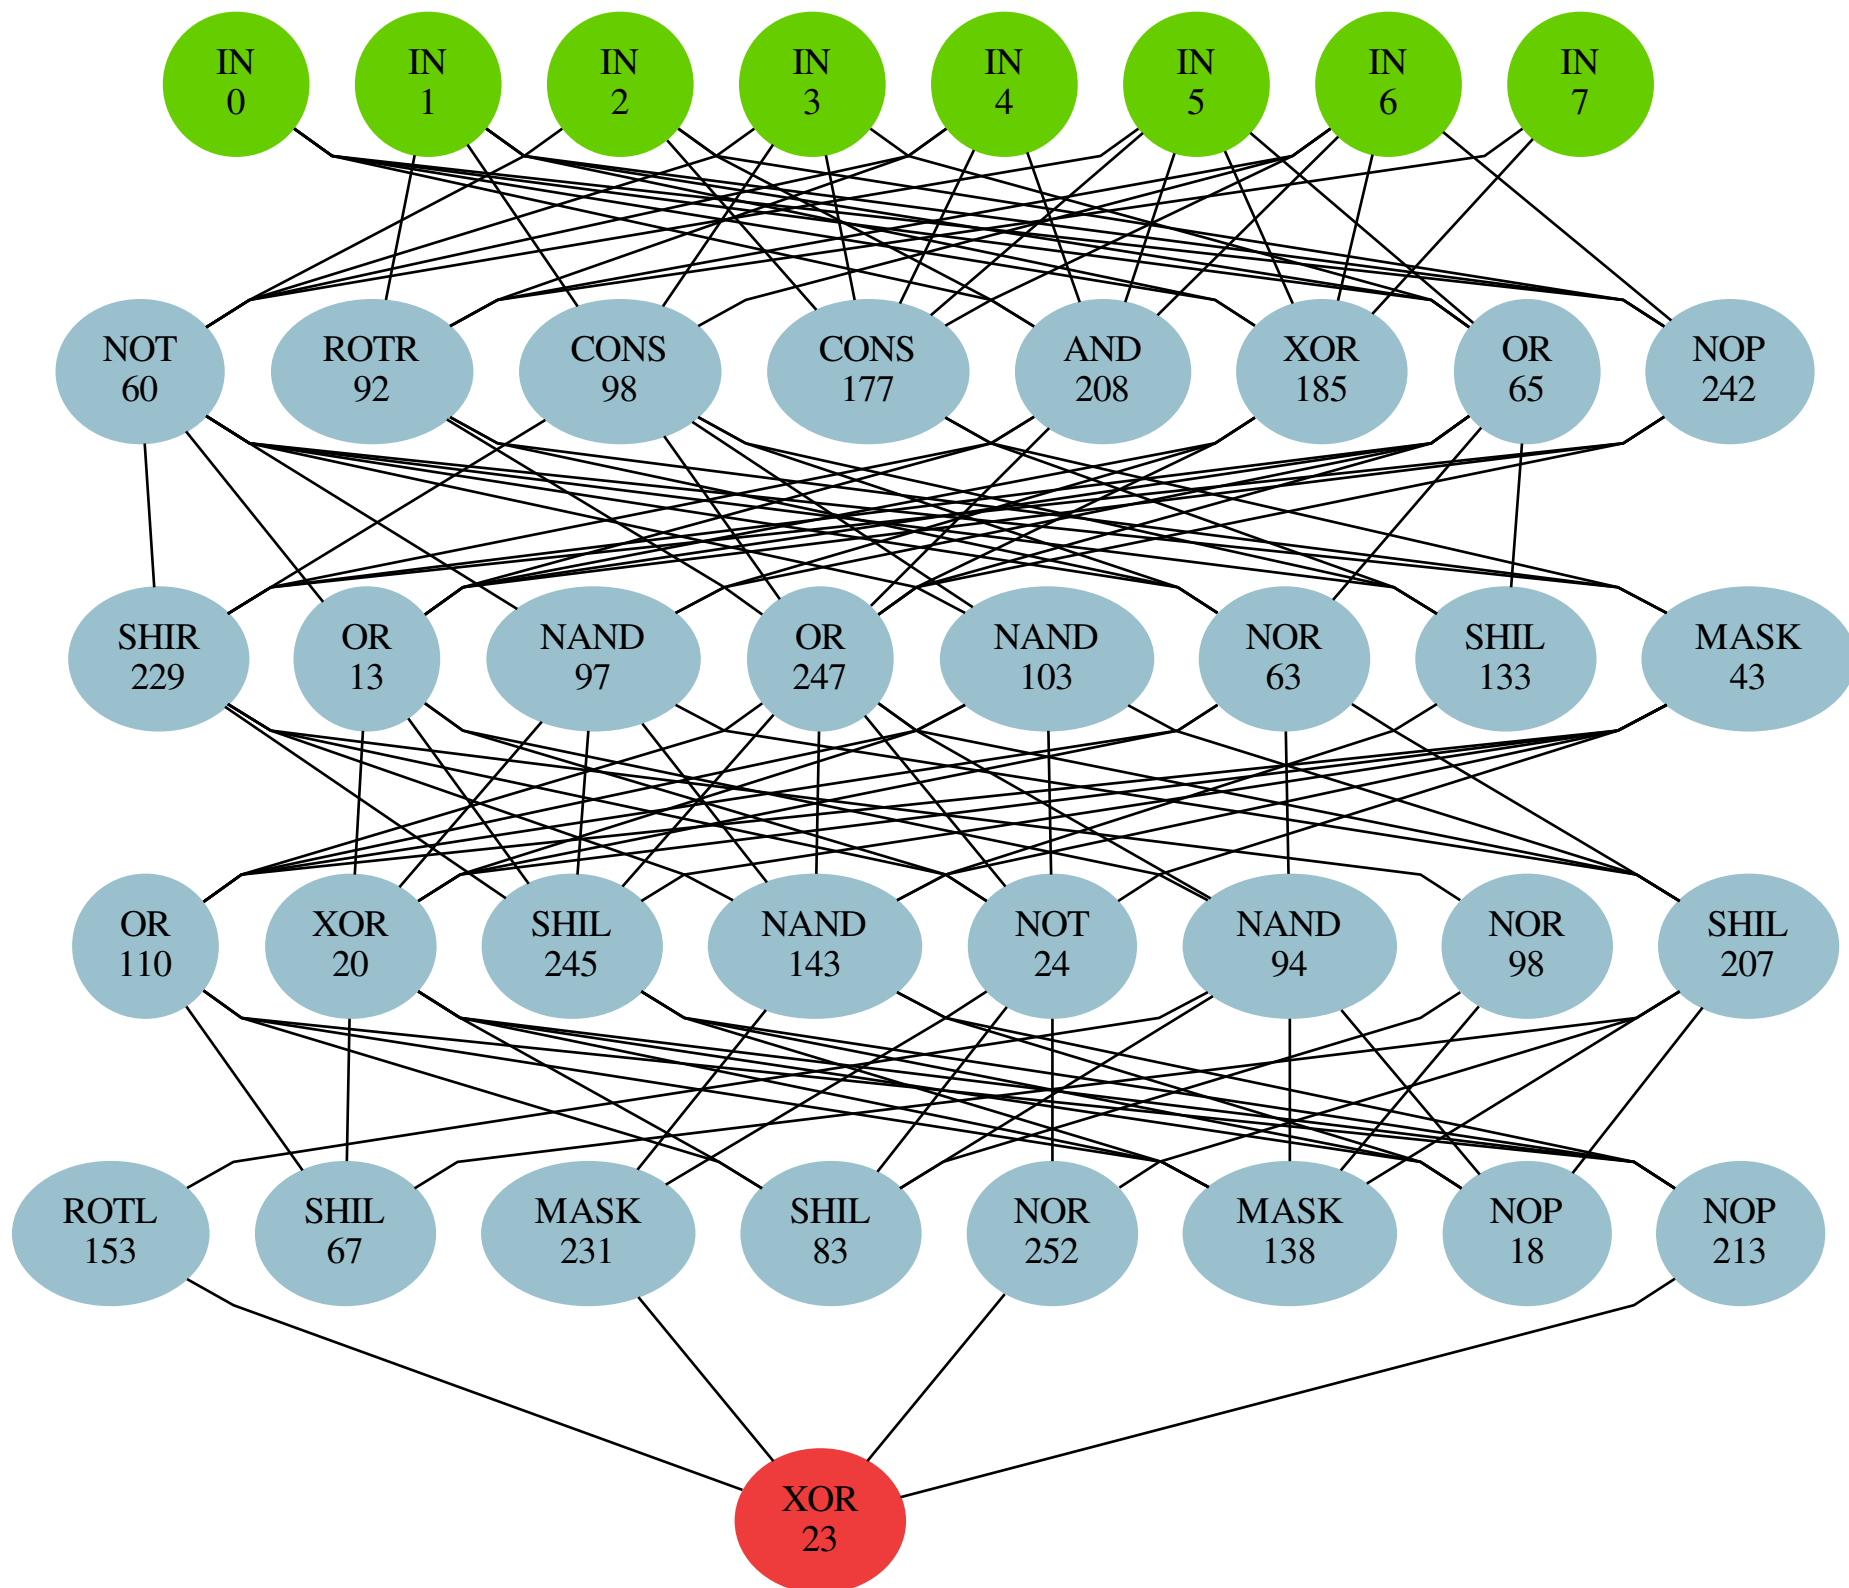 IN
0
IN
1
IN
2
IN
3
IN
4
IN
5
IN
6
IN
7
NOT
60
ROTR
92
CONS
98
CONS
177
AND
208
XOR
185
OR
65
NOP
242
SHIR
229
OR
13
NAND
97
OR
247
NAND
103
NOR
63
SHIL
133
MASK
43
OR
110
XOR
20
SHIL
245
NAND
143
NOT
24
NAND
94
NOR
98
SHIL
207
ROTL
153
SHIL
67
MASK
231
SHIL
83
NOR
252
MASK
138
NOP
18
NOP
213
XOR
23